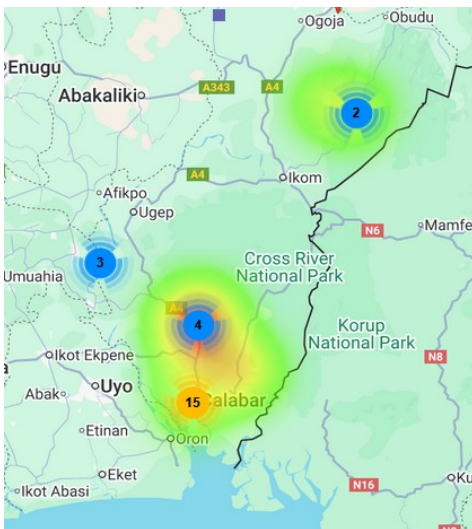 Ogoja
Obudu
Enugu
Abakaliki
A343
A4
2
A4
Ikom
Afikpo
Ugep
N6
Mamfe
3
Cross River
National Park
Umuahia
A4
4
Korup
National Park
Ikot Ekpene
N8
Uyo
Abak
15
Calabar
Etinan
Oron
Eket
N16
Ku
Ikot Abasi